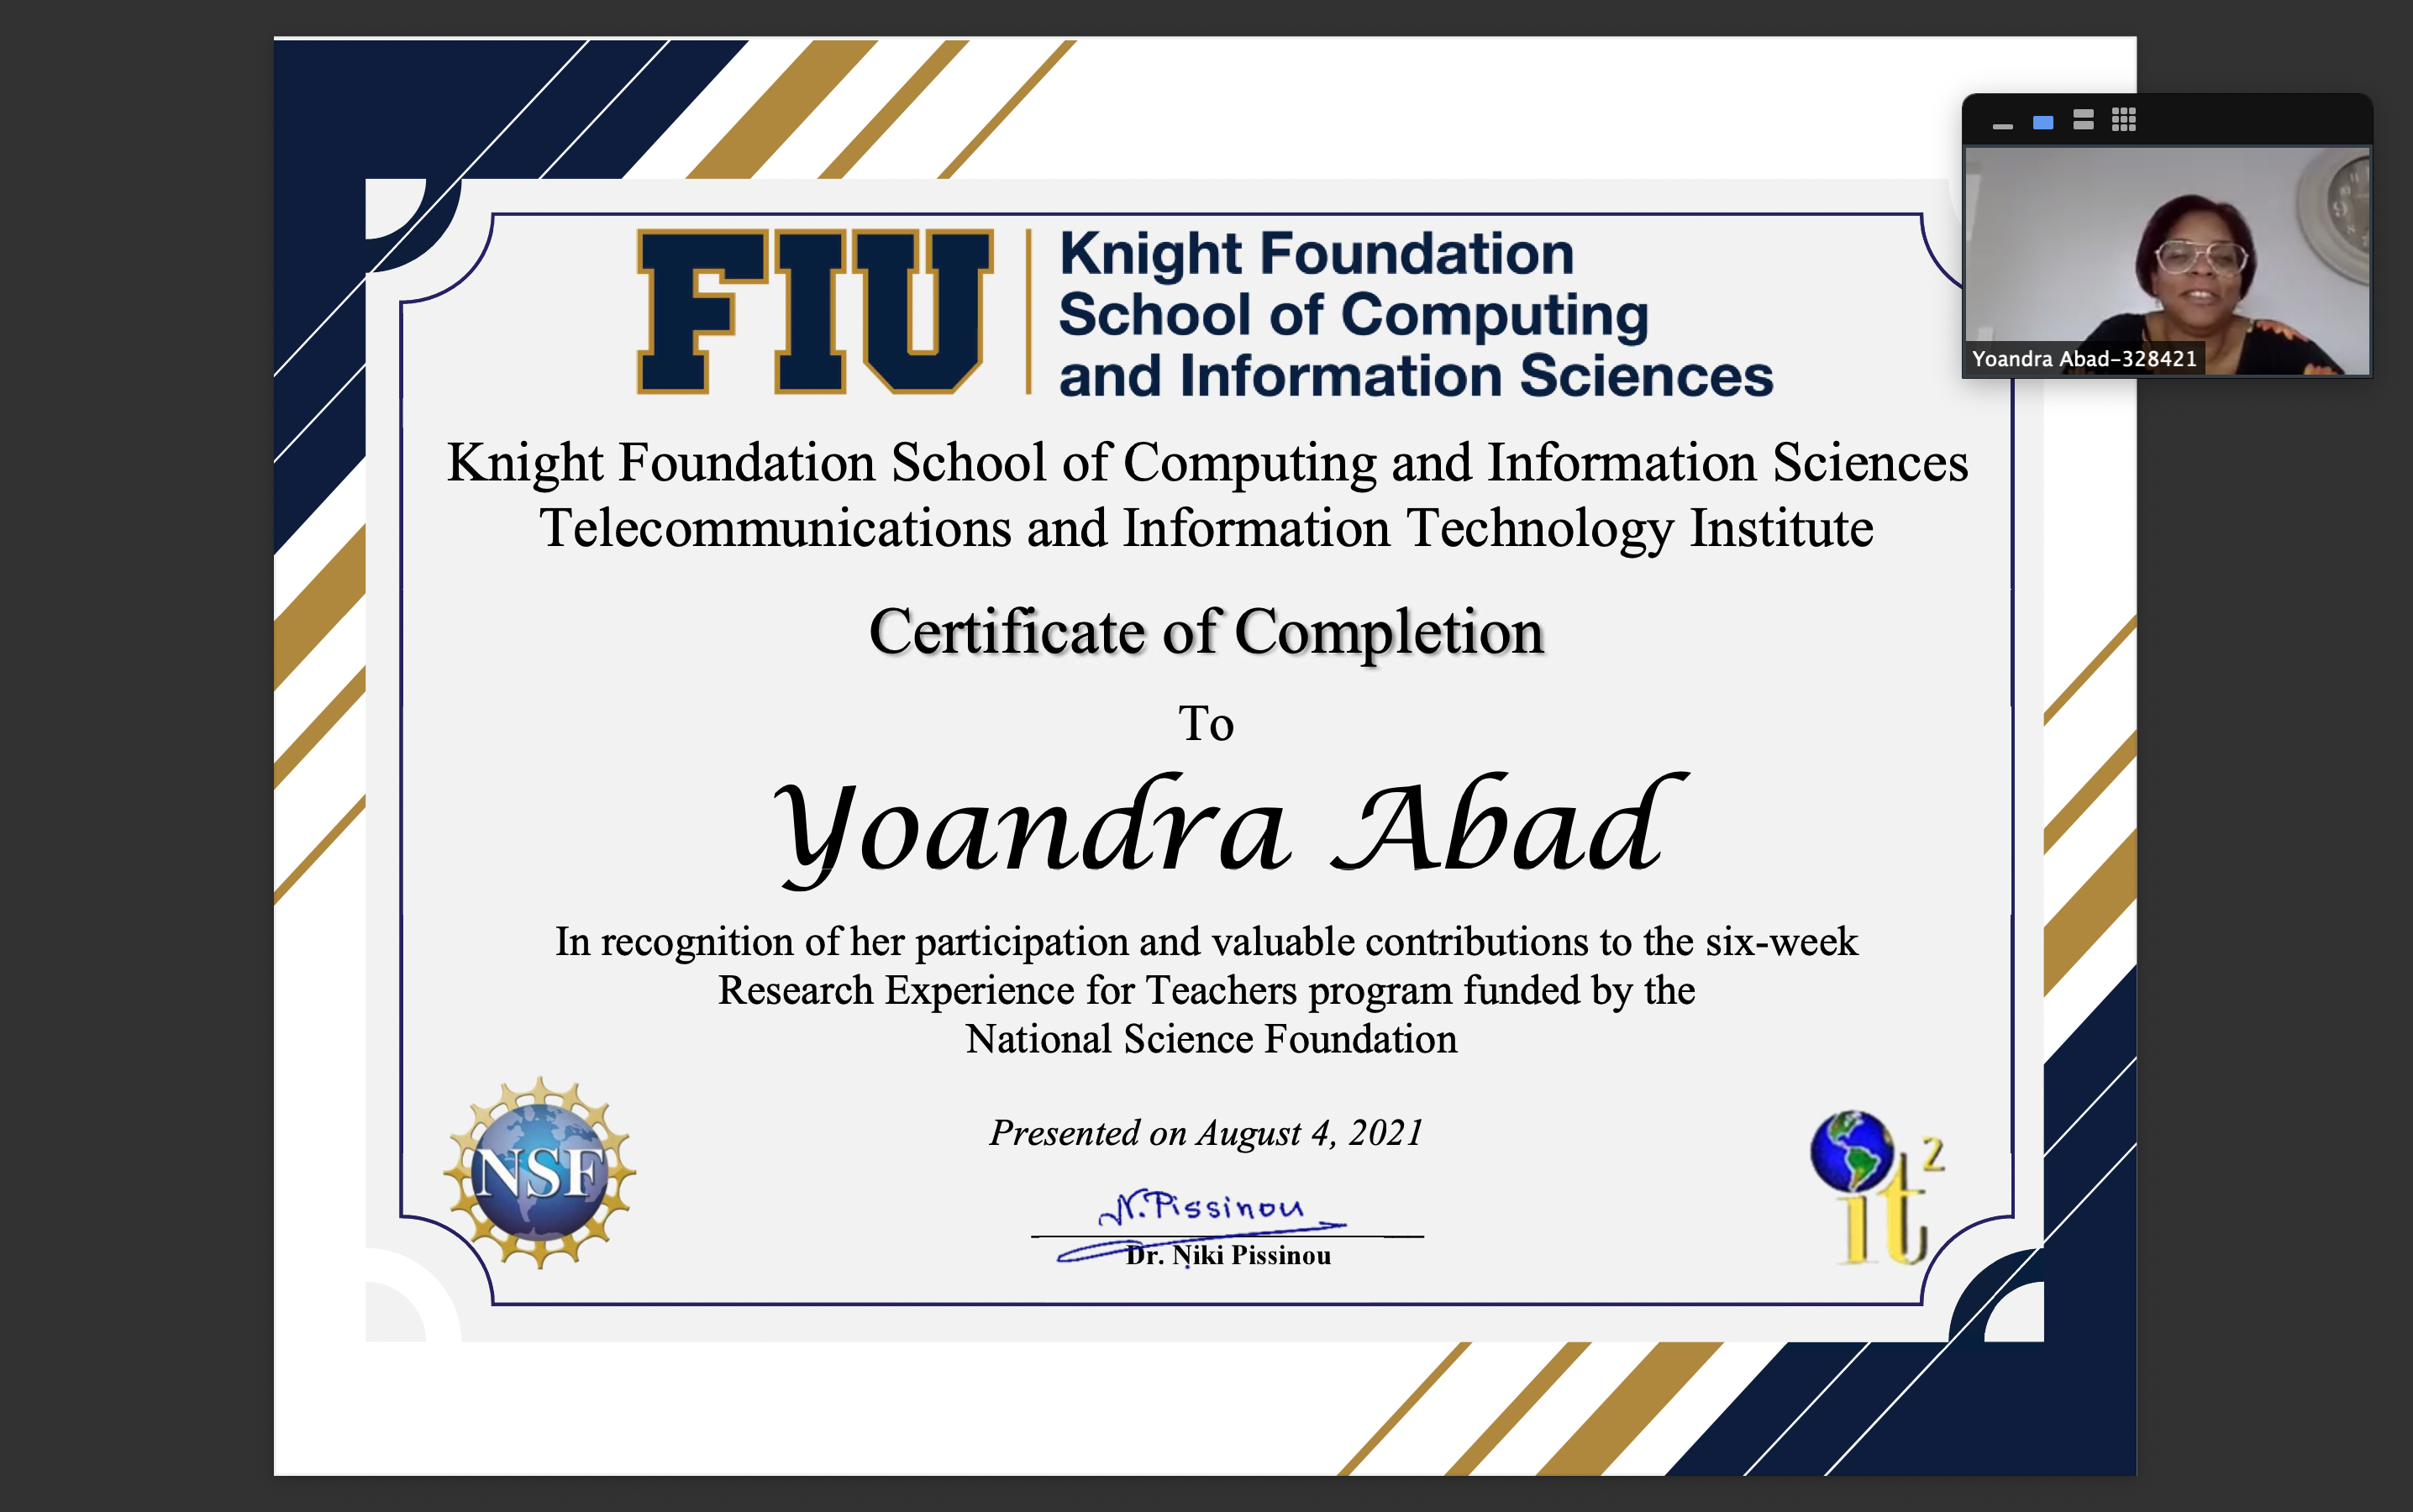 FIU
Knight Foundation
School of Computing
and Information Sciences
Yoandra Abad-328421
Knight Foundation School of Computing and Information Sciences
Telecommunications and Information Technology Institute
Certificate of Completion
To
Yoandra Abad
In recognition of her participation and valuable contributions to the six-week
Research Experience for Teachers program funded by the
National Science Foundation
NSF
Presented on August 4, 2021
N. Pissinou
Dr. Niki Pissinou
it²